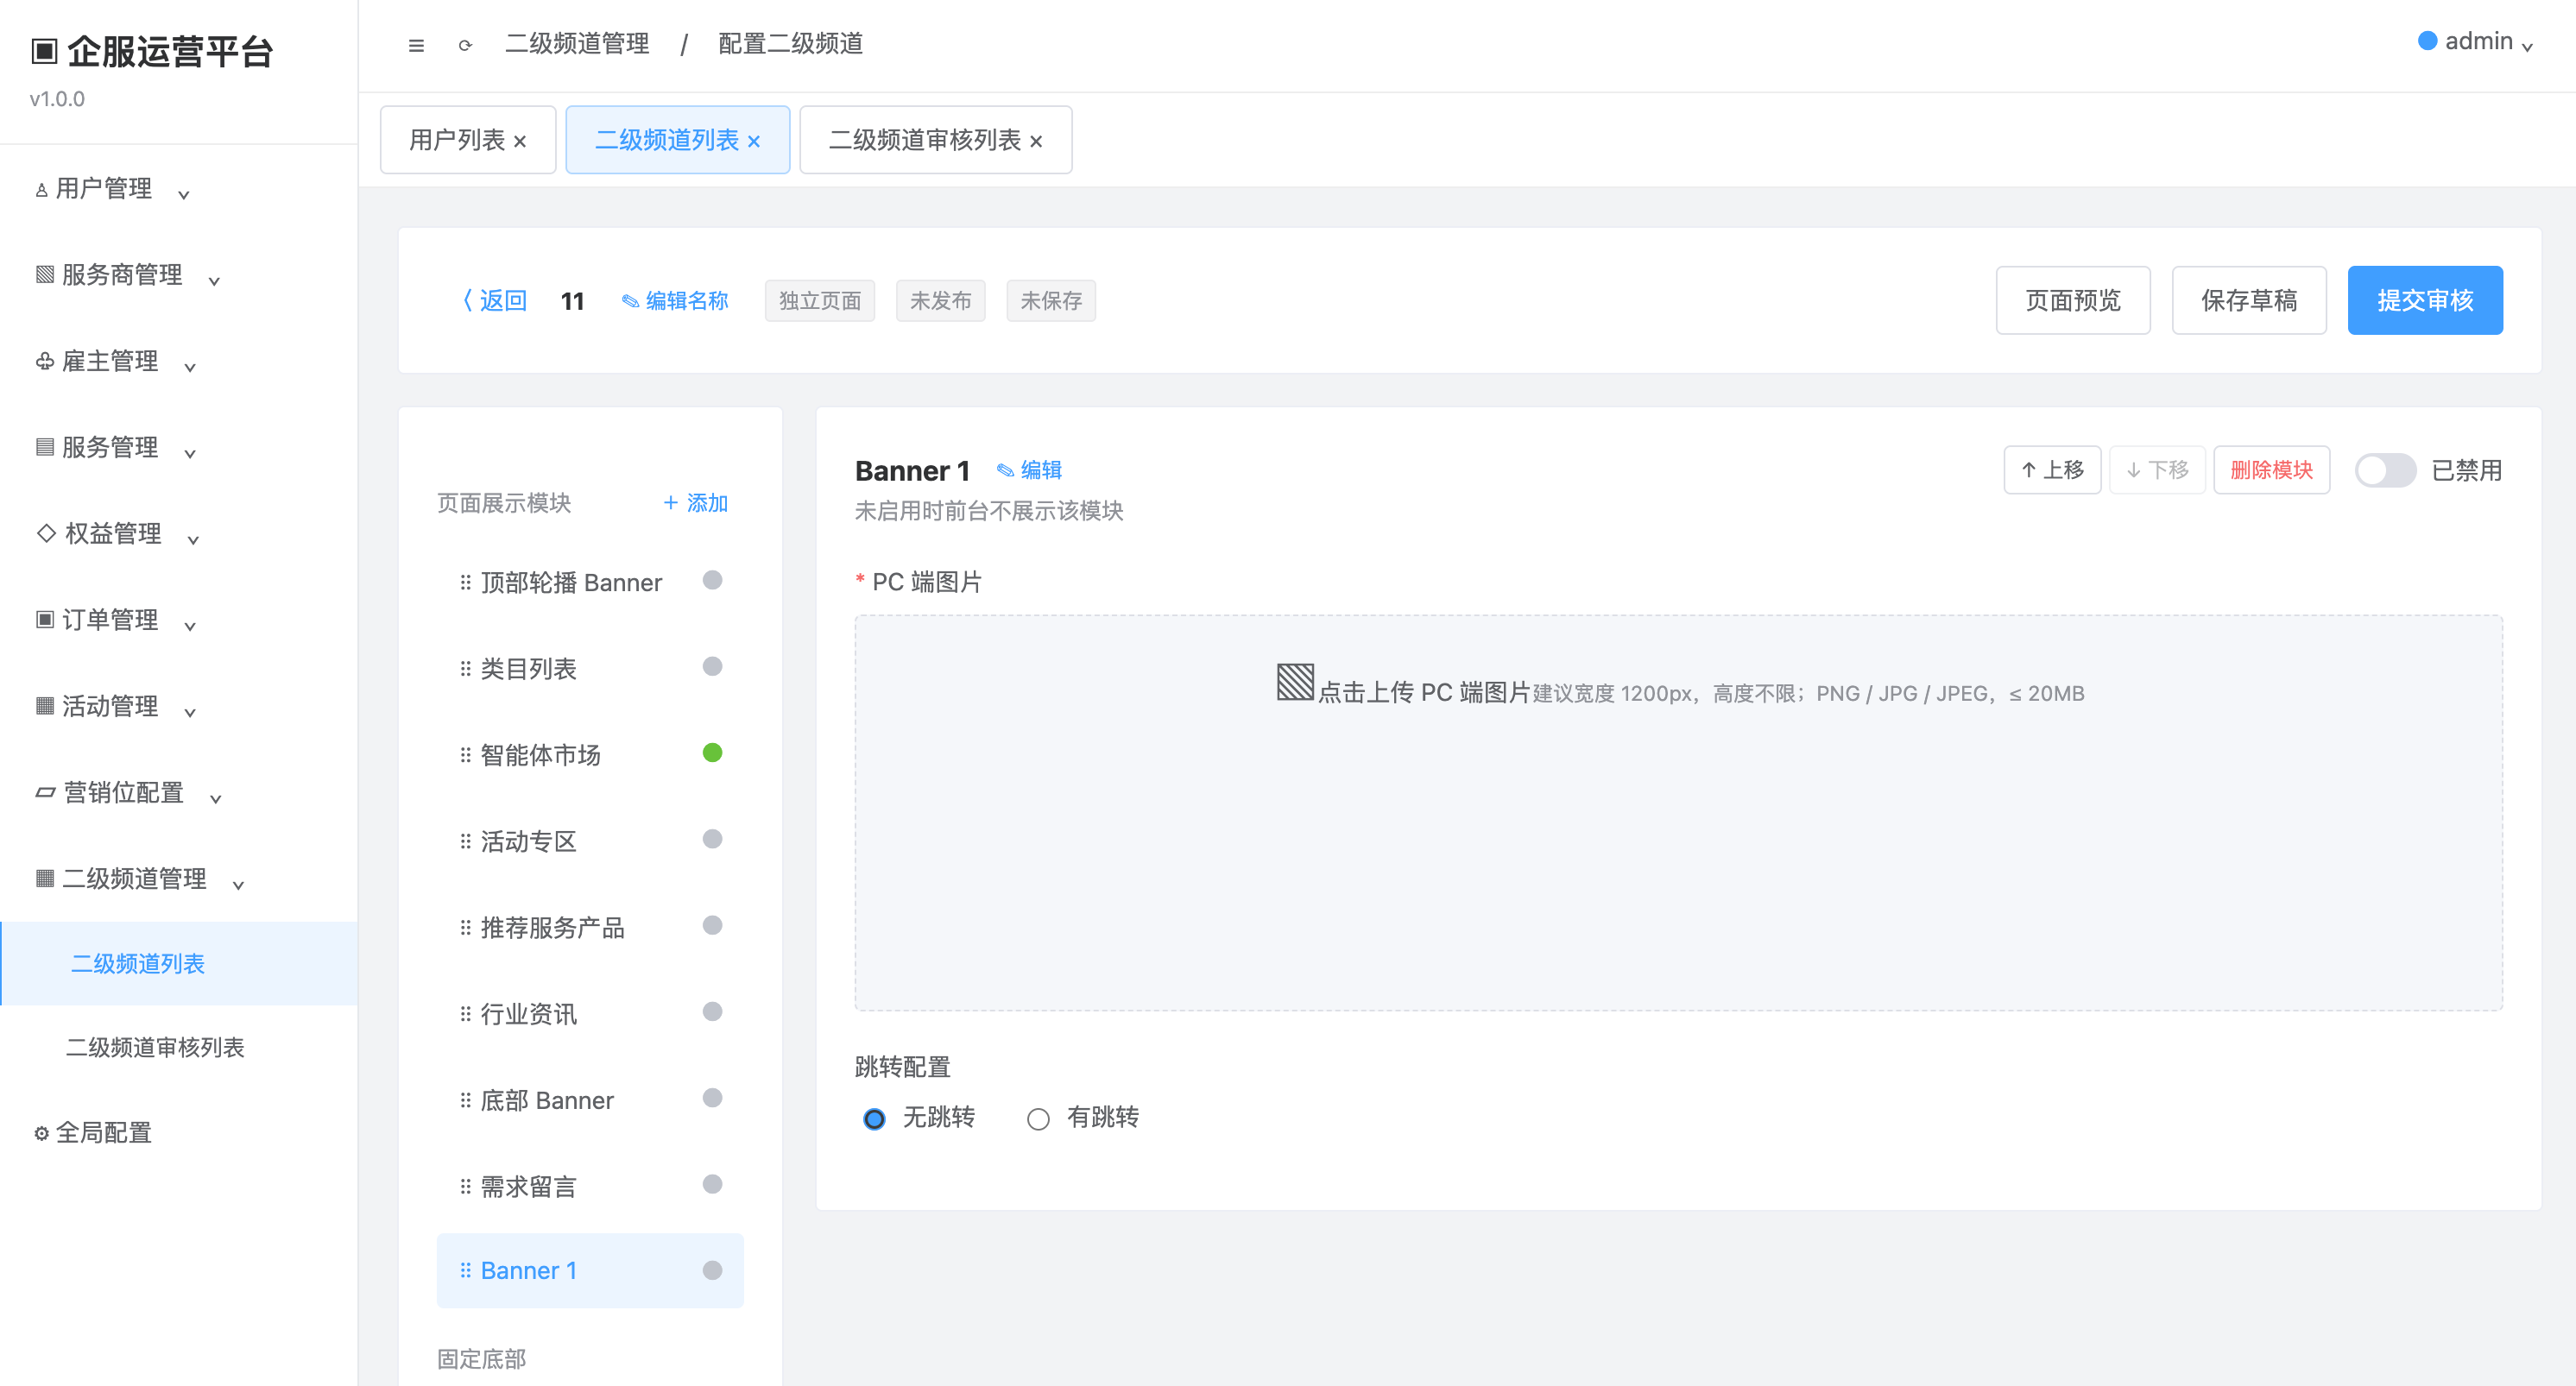 企服运营平台
v1.0.0
用户管理
服务商管理
雇主管理
服务管理
权益管理
订单管理
活动管理
营销位配置
二级频道管理
二级频道列表
二级频道审核列表
全局配置
二级频道管理 / 配置二级频道
admin
用户列表 ×
二级频道列表 ×
二级频道审核列表 ×
〈 返回 11 ✎ 编辑名称 独立页面 未发布 未保存
页面预览 保存草稿 提交审核
页面展示模块 + 添加
顶部轮播 Banner
类目列表
智能体市场
活动专区
推荐服务产品
行业资讯
底部 Banner
需求留言
Banner 1
固定底部
Banner 1 ✎ 编辑
↑ 上移 ↓ 下移 删除模块 已禁用
未启用时前台不展示该模块
* PC 端图片
点击上传 PC 端图片建议宽度 1200px，高度不限；PNG / JPG / JPEG，≤ 20MB
跳转配置
无跳转 有跳转